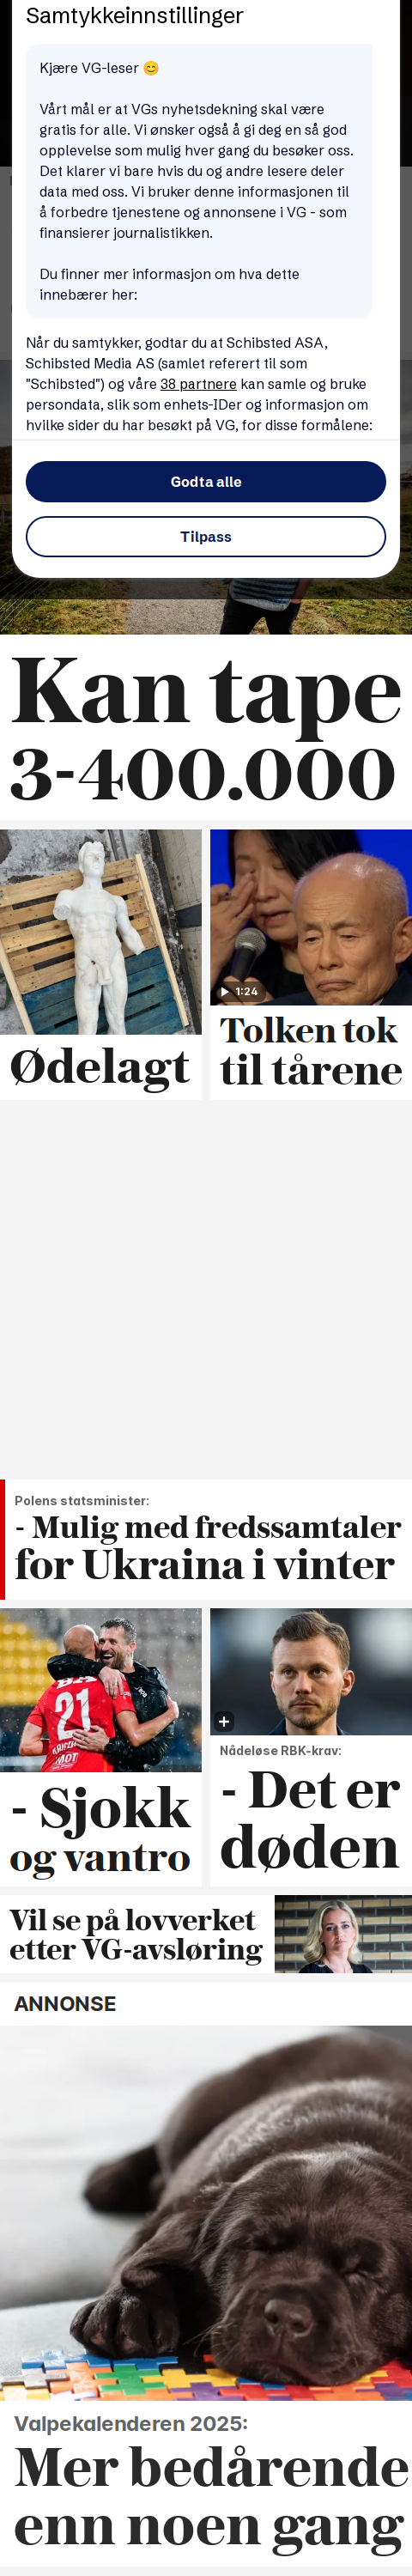 Samtykkeinnstillinger
Kjære VG-leser 😊
Vårt mål er at VGs nyhetsdekning skal være
gratis for alle. Vi ønsker også å gi deg en så god
opplevelse som mulig hver gang du besøker oss.
Det klarer vi bare hvis du og andre lesere deler
data med oss. Vi bruker denne informasjonen til
å forbedre tjenestene og annonsene i VG - som
finansierer journalistikken.
Du finner mer informasjon om hva dette
innebærer her:
Når du samtykker, godtar du at Schibsted ASA,
Schibsted Media AS (samlet referert til som
"Schibsted") og våre 38 partnere kan samle og bruke
persondata, slik som enhets-IDer og informasjon om
hvilke sider du har besøkt på VG, for disse formålene:
Godta alle
Tilpass
Kan tape
3-400.000
Ødelagt
1:24
Tolken tok
til tårene
Polens statsminister:
- Mulig med fredssamtaler
for Ukraina i vinter
21
- Sjokk
og vantro
Nådeløse RBK-krav:
- Det er
døden
Vil se på lovverket
etter VG-avsløring
ANNONSE
Valpekalenderen 2025:
Mer bedårende
enn noen gang